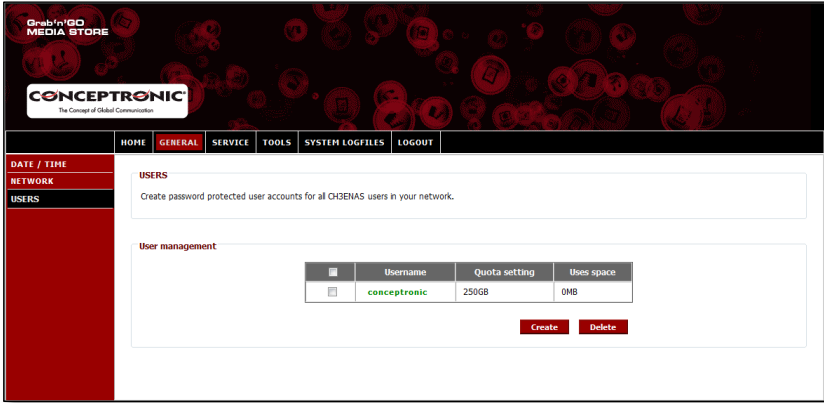 Grab'n'GO
MEDIA STORE
CONCEPTRONIC
The Concept of Global Communication
HOME GENERAL SERVICE TOOLS SYSTEM LOGFILES LOGOUT
DATE / TIME
NETWORK
USERS
USERS
Create password protected user accounts for all CH3ENAS users in your network.
User management
Username Quota setting Uses space
conceptronic 250GB 0MB
Create Delete